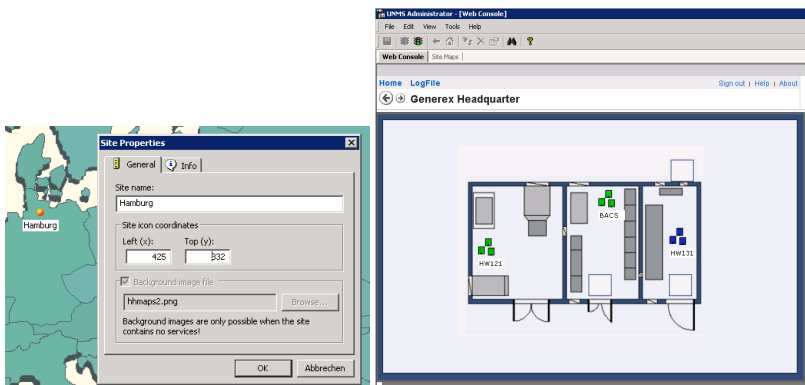 Hamburg
Site Properties
General
Info
Site name:
Hamburg
Site icon coordinates
Left (x):
Top (y):
425
332
Background image file
hhmaps2.png
Browse...
Background images are only possible when the site
contains no services!
OK
Abbrechen
UNMS Administrator - [Web Console]
File Edit View Tools Help
Web Console
Site Maps
Home LogFile
Sign out | Help | About
Generex Headquarter
BACS
HW121
HW131